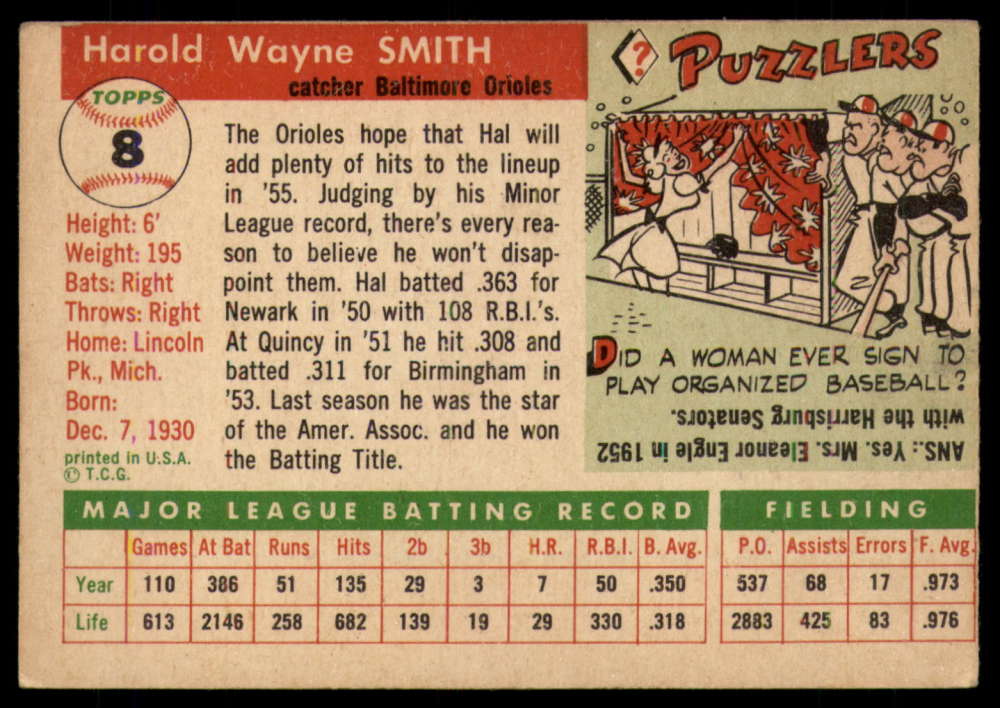 Harold Wayne SMITH
catcher Baltimore Orioles
TOPPS
8
Height: 6'
Weight: 195
Bats: Right
Throws: Right
Home: Lincoln
Pk., Mich.
Born:
Dec. 7, 1930
printed in U.S.A.
© T.C.G.
The Orioles hope that Hal will
add plenty of hits to the lineup
in '55. Judging by his Minor
League record, there's every rea-
son to believe he won't disap-
point them. Hal batted .363 for
Newark in '50 with 108 R.B.I.'s.
At Quincy in '51 he hit .308 and
batted .311 for Birmingham in
'53. Last season he was the star
of the Amer. Assoc. and he won
the Batting Title.
? PUZZLERS
DID A WOMAN EVER SIGN TO
PLAY ORGANIZED BASEBALL?
ANS.: Yes. Mrs. Eleanor Engle in 1952
with the Harrisburg Senators.
MAJOR LEAGUE BATTING RECORD FIELDING
Games At Bat Runs Hits 2b 3b H.R. R.B.I. B. Avg. P.O. Assists Errors F. Avg.
Year 110 386 51 135 29 3 7 50 .350 537 68 17 .973
Life 613 2146 258 682 139 19 29 330 .318 2883 425 83 .976